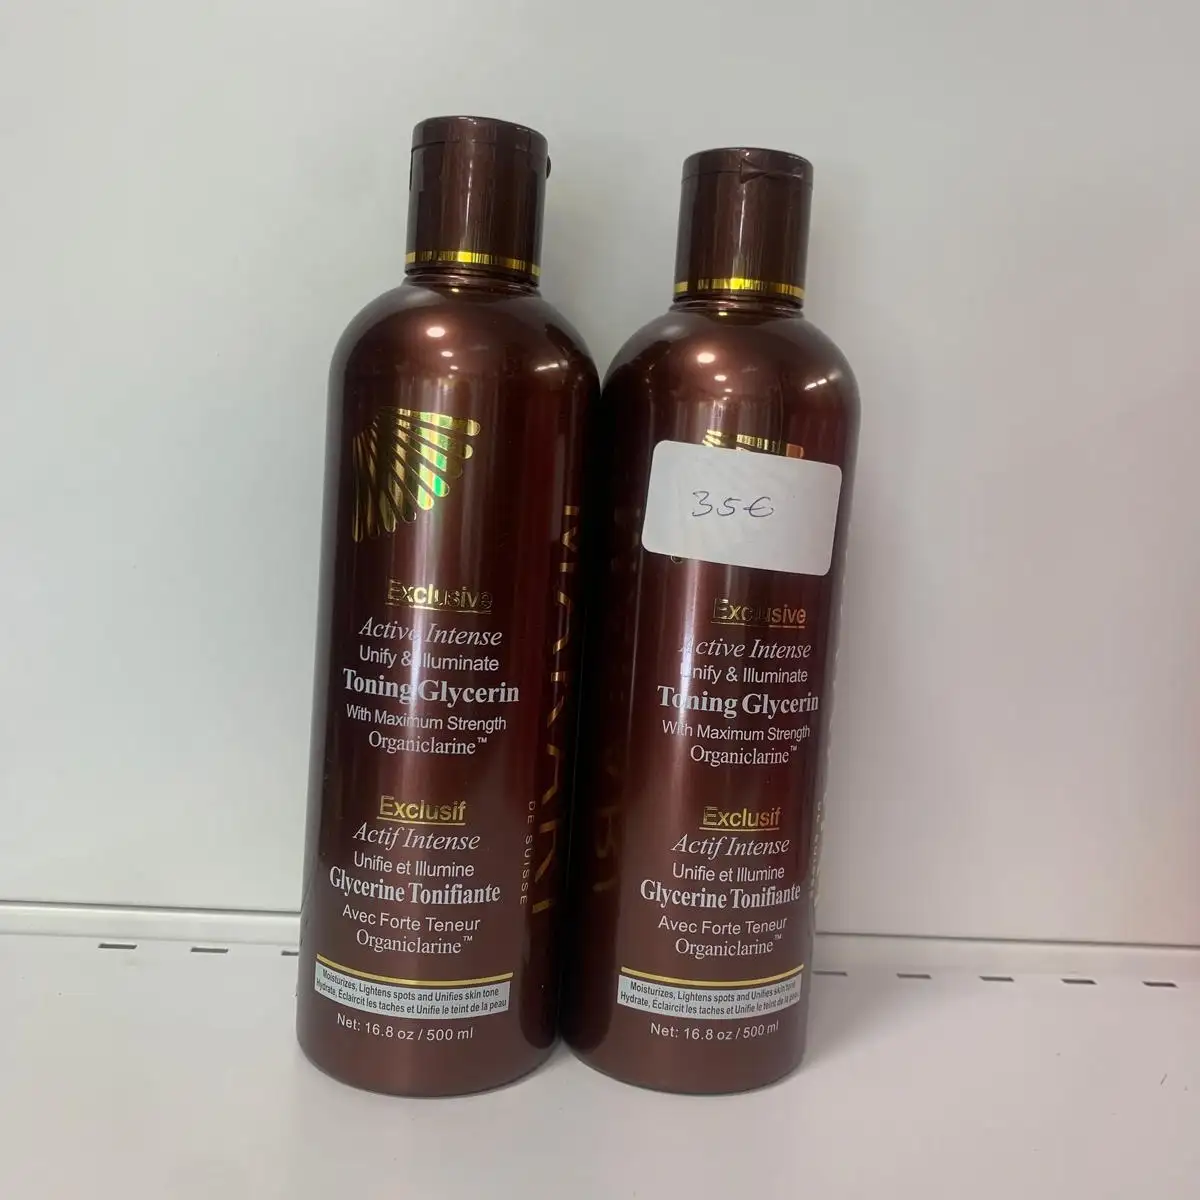 Exclusive
Active Intense
Unify & Illuminate
Toning Glycerin
With Maximum Strength
Organiclarine™
Exclusif
Actif Intense
Unifie et Illumine
Glycerine Tonifiante
Avec Forte Teneur
Organiclarine™
Moisturizes, Lightens spots and Unifies skin tone
Hydrate, Éclaircit les taches et Unifie le teint de la peau
Net: 16.8 oz / 500 ml
MAKARI
DE SUISSE
35€
Exclusive
Active Intense
Unify & Illuminate
Toning Glycerin
With Maximum Strength
Organiclarine™
Exclusif
Actif Intense
Unifie et Illumine
Glycerine Tonifiante
Avec Forte Teneur
Organiclarine™
Moisturizes, Lightens spots and Unifies skin tone
Hydrate, Éclaircit les taches et Unifie le teint de la peau
Net: 16.8 oz / 500 ml